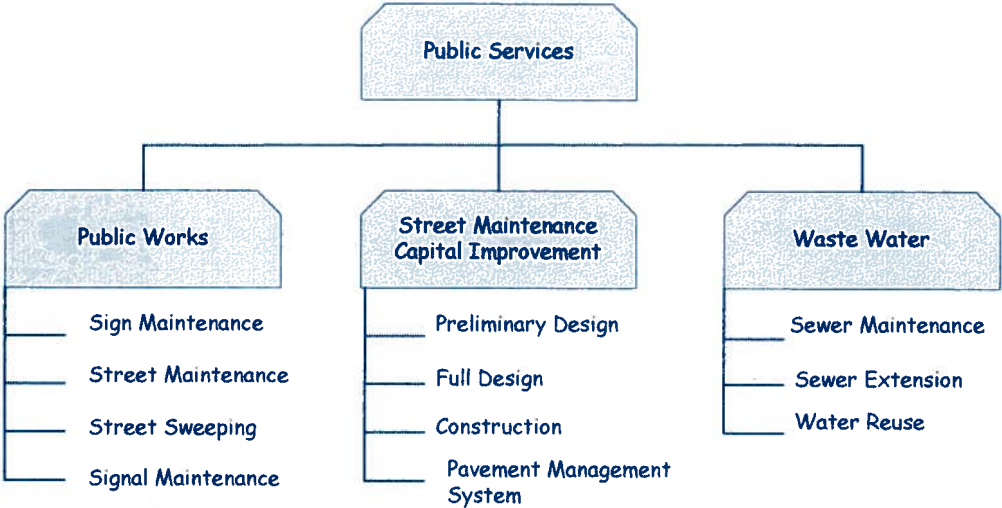 Public Services
Public Works
Sign Maintenance
Street Maintenance
Street Sweeping
Signal Maintenance
Street Maintenance
Capital Improvement
Preliminary Design
Full Design
Construction
Pavement Management
System
Waste Water
Sewer Maintenance
Sewer Extension
Water Reuse